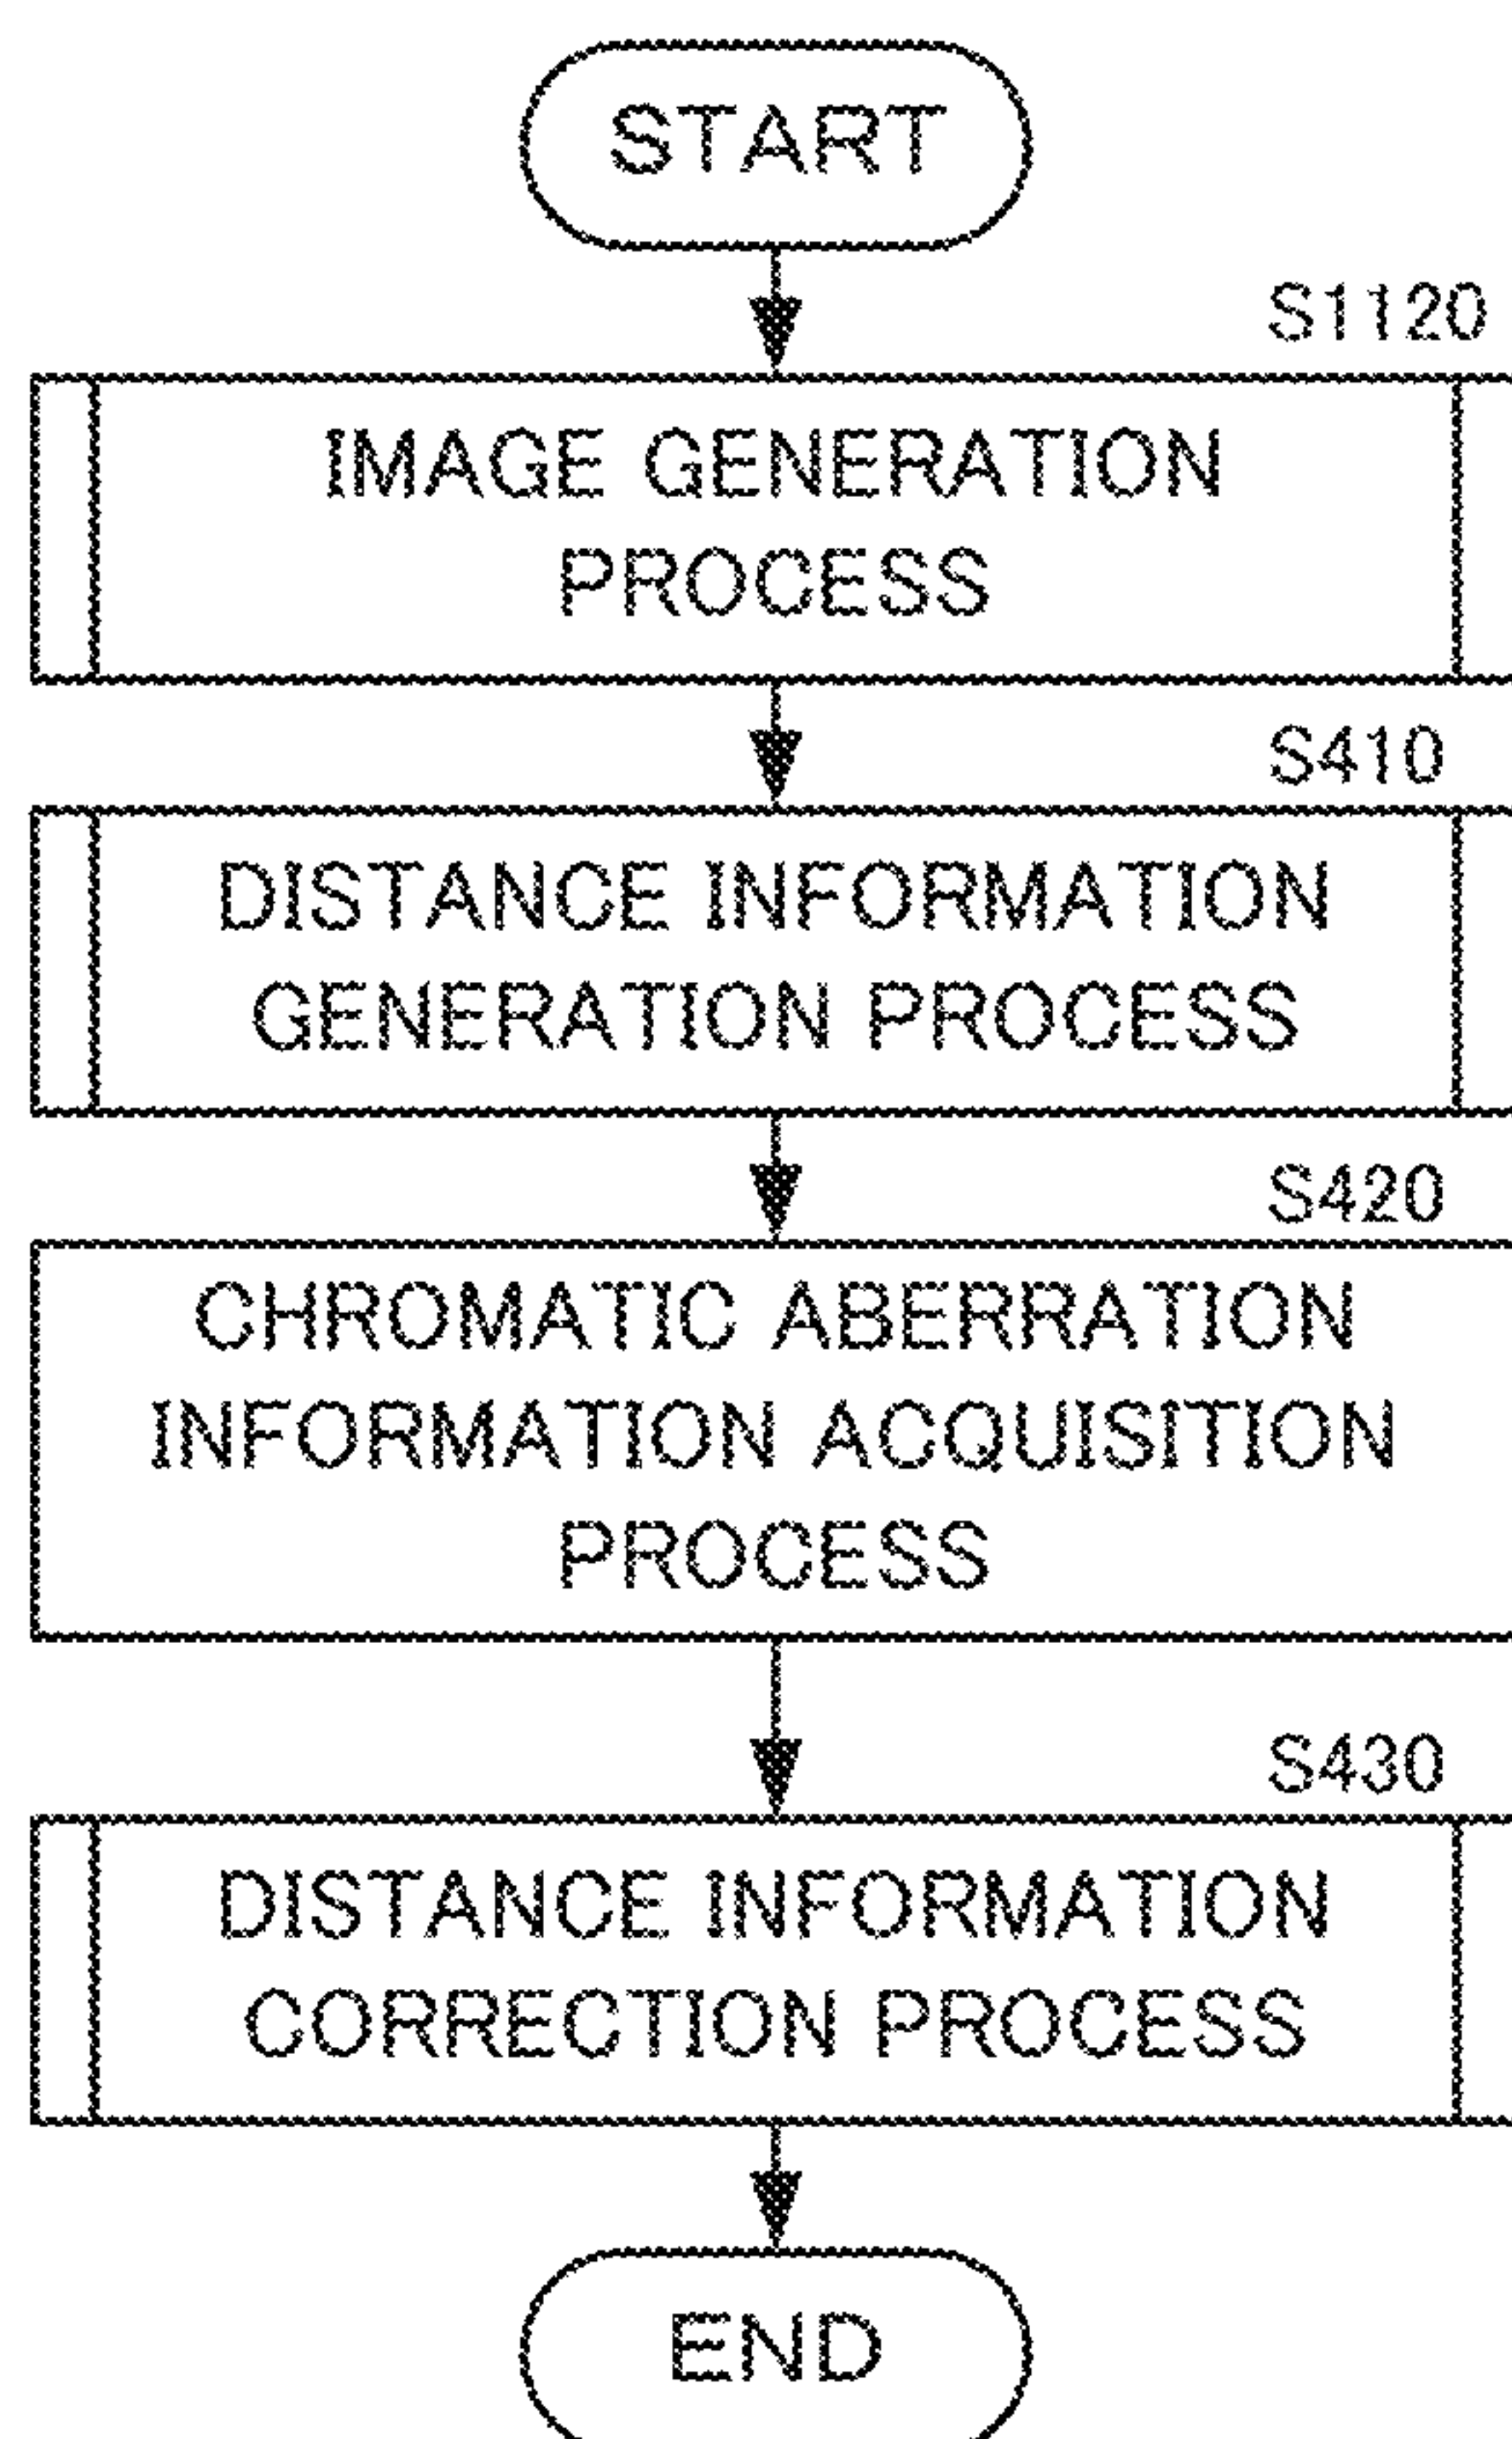 START
S1120
IMAGE GENERATION
PROCESS
S410
DISTANCE INFORMATION
GENERATION PROCESS
S420
CHROMATIC ABERRATION
INFORMATION ACQUISITION
PROCESS
S430
DISTANCE INFORMATION
CORRECTION PROCESS
END